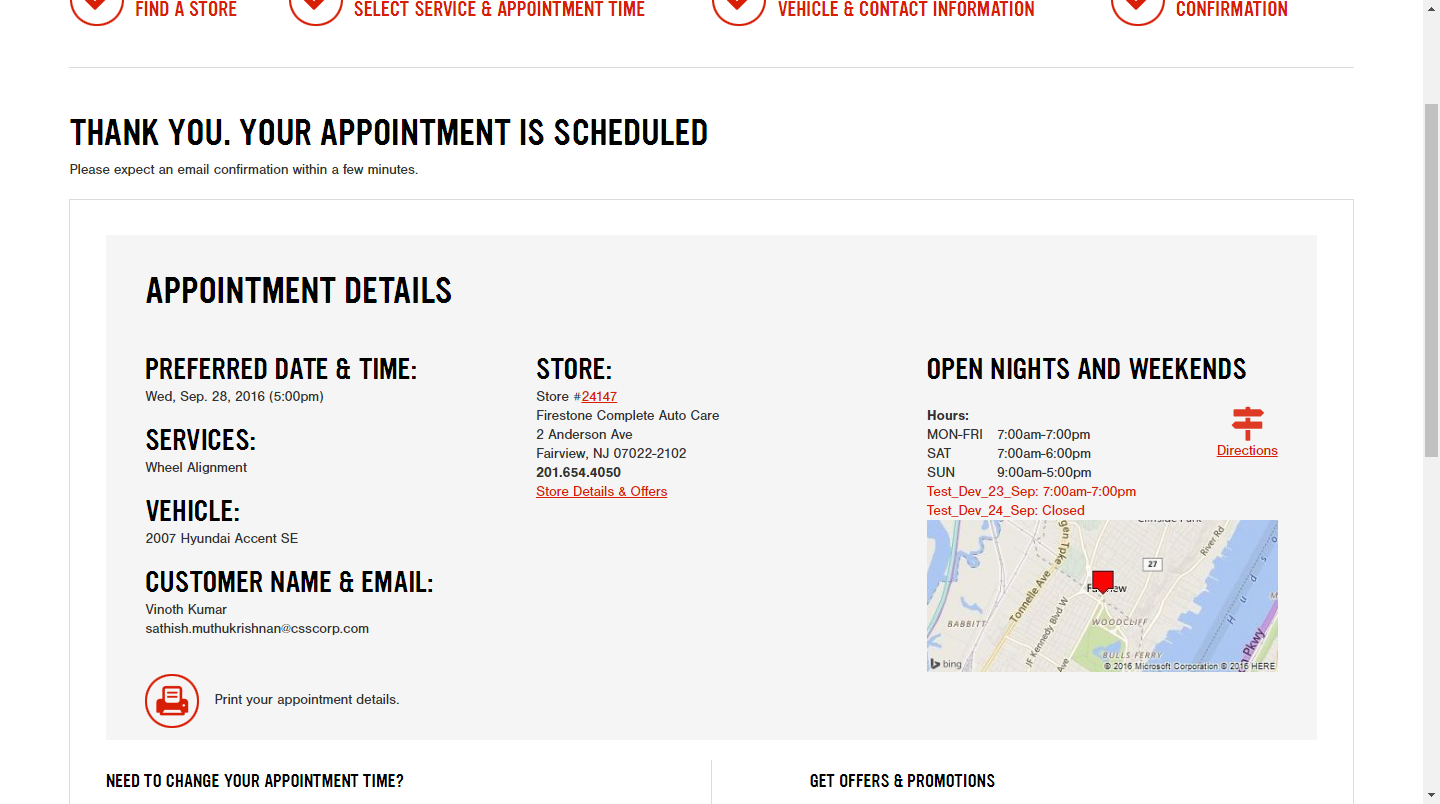 FIND A STORE
SELECT SERVICE & APPOINTMENT TIME
VEHICLE & CONTACT INFORMATION
CONFIRMATION
THANK YOU. YOUR APPOINTMENT IS SCHEDULED
Please expect an email confirmation within a few minutes.
APPOINTMENT DETAILS
PREFERRED DATE & TIME:
Wed, Sep. 28, 2016 (5:00pm)
SERVICES:
Wheel Alignment
VEHICLE:
2007 Hyundai Accent SE
CUSTOMER NAME & EMAIL:
Vinoth Kumar
sathish.muthukrishnan@csscorp.com
Print your appointment details.
STORE:
Store #24147
Firestone Complete Auto Care
2 Anderson Ave
Fairview, NJ 07022-2102
201.654.4050
Store Details & Offers
OPEN NIGHTS AND WEEKENDS
Hours:
MON-FRI 7:00am-7:00pm
SAT 7:00am-6:00pm
SUN 9:00am-5:00pm
Directions
Test_Dev_23_Sep: 7:00am-7:00pm
Test_Dev_24_Sep: Closed
River Rd
27
Tonnelle Ave
JF Kennedy Blvd W
BABBITT
WOODCLIFF
BULLS FERRY
Ave
Pkwy
bing
© 2016 Microsoft Corporation © 2016 HERE
NEED TO CHANGE YOUR APPOINTMENT TIME?
GET OFFERS & PROMOTIONS